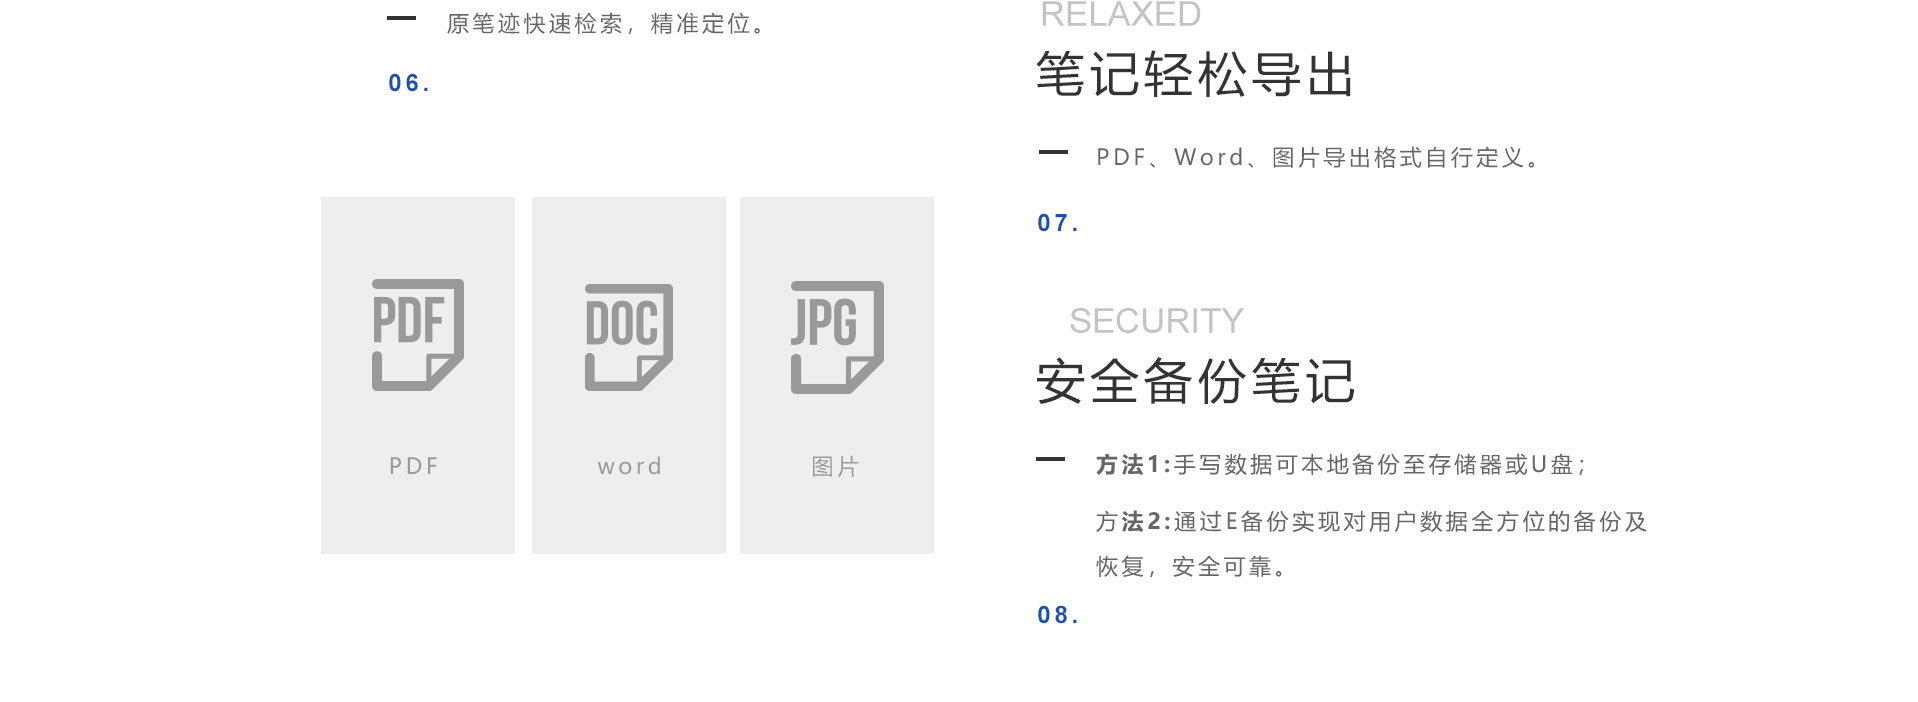 原笔迹快速检索，精准定位。
06.
RELAXED
笔记轻松导出
PDF、Word、图片导出格式自行定义。
07.
PDF
DOC
JPG
PDF
word
图片
SECURITY
安全备份笔记
方法1:手写数据可本地备份至存储器或U盘；
方法2:通过E备份实现对用户数据全方位的备份及
恢复，安全可靠。
08.